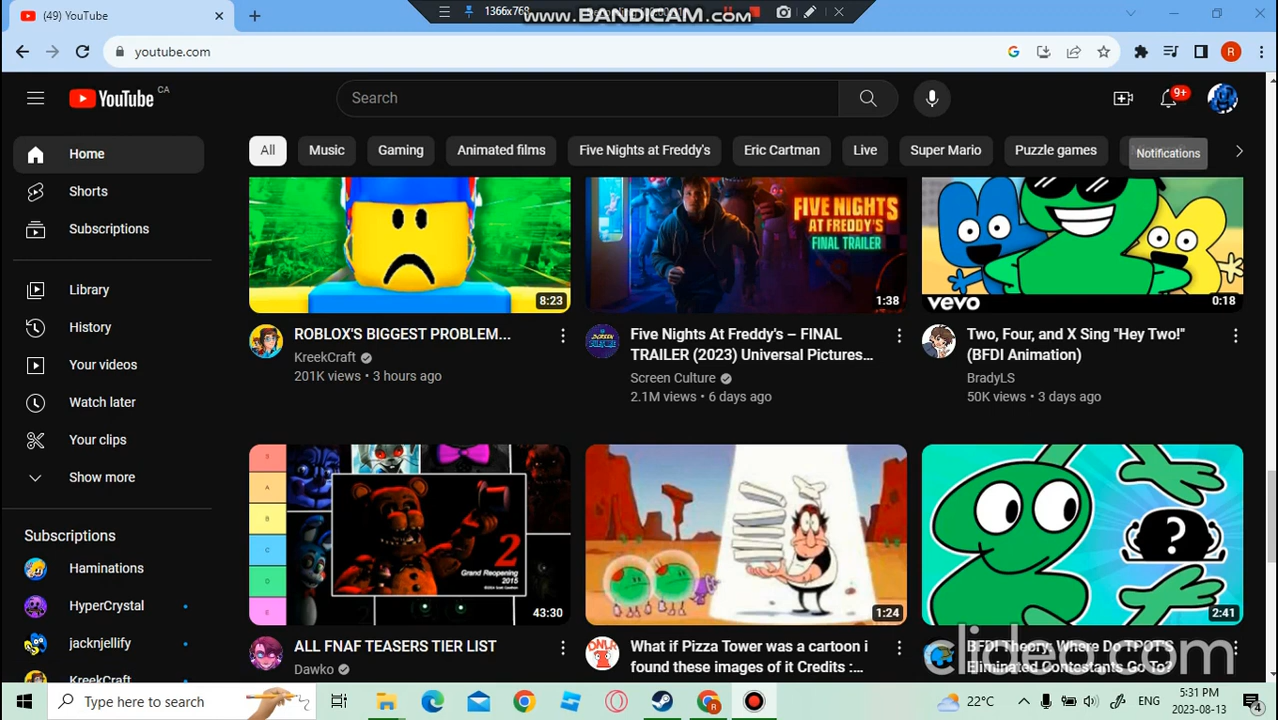 (49) YouTube
1366x768
www.BANDICAM.com
youtube.com
R
YouTube CA
Search
9+
All
Music
Gaming
Animated films
Five Nights at Freddy's
Eric Cartman
Live
Super Mario
Puzzle games
Notifications
Home
Shorts
Subscriptions
Library
History
Your videos
Watch later
Your clips
Show more
Subscriptions
Haminations
HyperCrystal
jacknjellify
KreekCraft
8:23
ROBLOX'S BIGGEST PROBLEM...
KreekCraft
201K views • 3 hours ago
FIVE NIGHTS
AT FREDDY'S
FINAL TRAILER
1:38
Five Nights At Freddy's – FINAL
TRAILER (2023) Universal Pictures...
Screen Culture
2.1M views • 6 days ago
vevo
0:18
Two, Four, and X Sing "Hey Two!"
(BFDI Animation)
BradyLS
50K views • 3 days ago
S
A
B
C
D
E
2
Grand Reopening
2015
43:30
ALL FNAF TEASERS TIER LIST
Dawko
1:24
What if Pizza Tower was a cartoon i
found these images of it Credits :...
?
2:41
BFDI Theory: Where Do TPOT'S
Eliminated Contestants Go To?
clideo.com
Type here to search
22°C
ENG
5:31 PM
2023-08-13
4